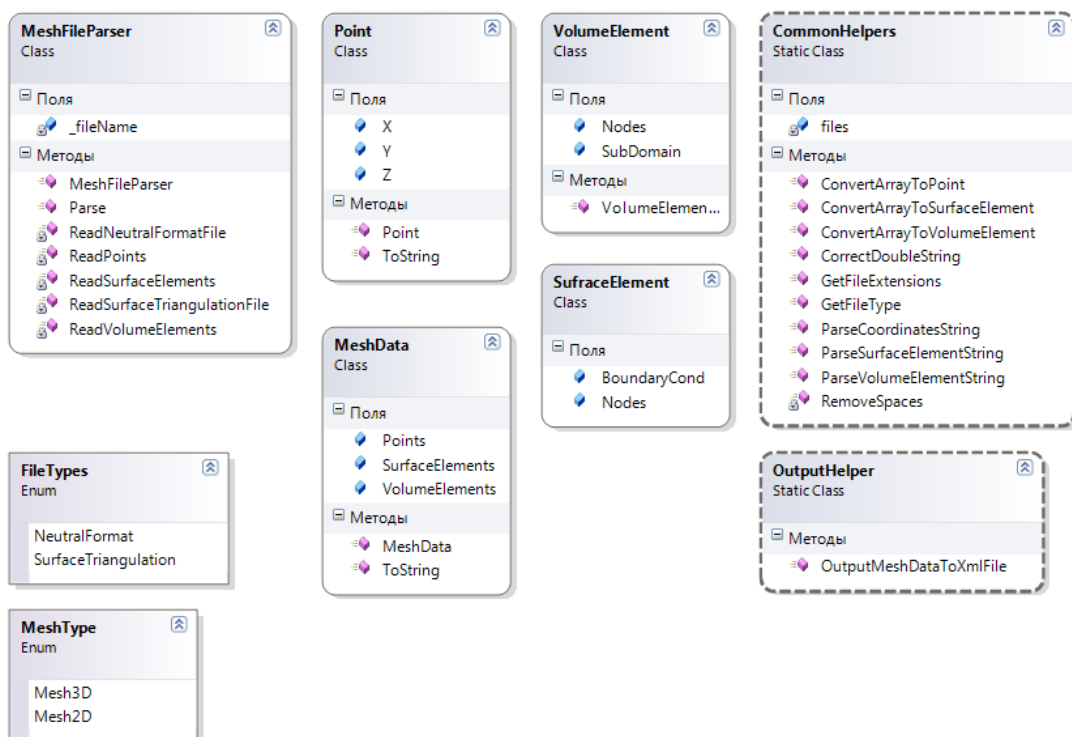 MeshFileParser
Class
Поля
_fileName
Методы
MeshFileParser
Parse
ReadNeutralFormatFile
ReadPoints
ReadSurfaceElements
ReadSurfaceTriangulationFile
ReadVolumeElements
Point
Class
Поля
X
Y
Z
Методы
Point
ToString
VolumeElement
Class
Поля
Nodes
SubDomain
Методы
VolumeElemen...
CommonHelpers
Static Class
Поля
files
Методы
ConvertArrayToPoint
ConvertArrayToSurfaceElement
ConvertArrayToVolumeElement
CorrectDoubleString
GetFileExtensions
GetFileType
ParseCoordinatesString
ParseSurfaceElementString
ParseVolumeElementString
RemoveSpaces
SufraceElement
Class
Поля
BoundaryCond
Nodes
MeshData
Class
Поля
Points
SurfaceElements
VolumeElements
Методы
MeshData
ToString
FileTypes
Enum
NeutralFormat
SurfaceTriangulation
OutputHelper
Static Class
Методы
OutputMeshDataToXmlFile
MeshType
Enum
Mesh3D
Mesh2D